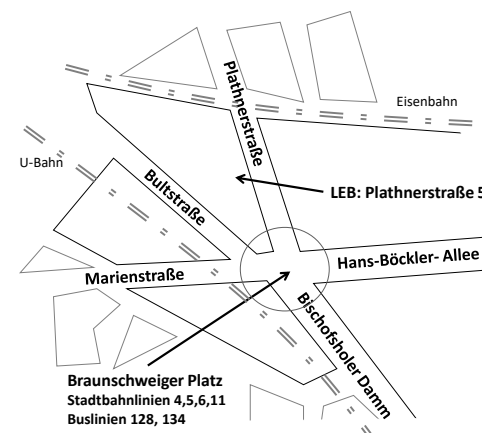 Plathnerstraße
Eisenbahn
U-Bahn
Bultstraße
LEB: Plathnerstraße 5
Hans-Böckler- Allee
Marienstraße
Bischofsholer Damm
Braunschweiger Platz
Stadtbahnlinien 4,5,6,11
Buslinien 128, 134